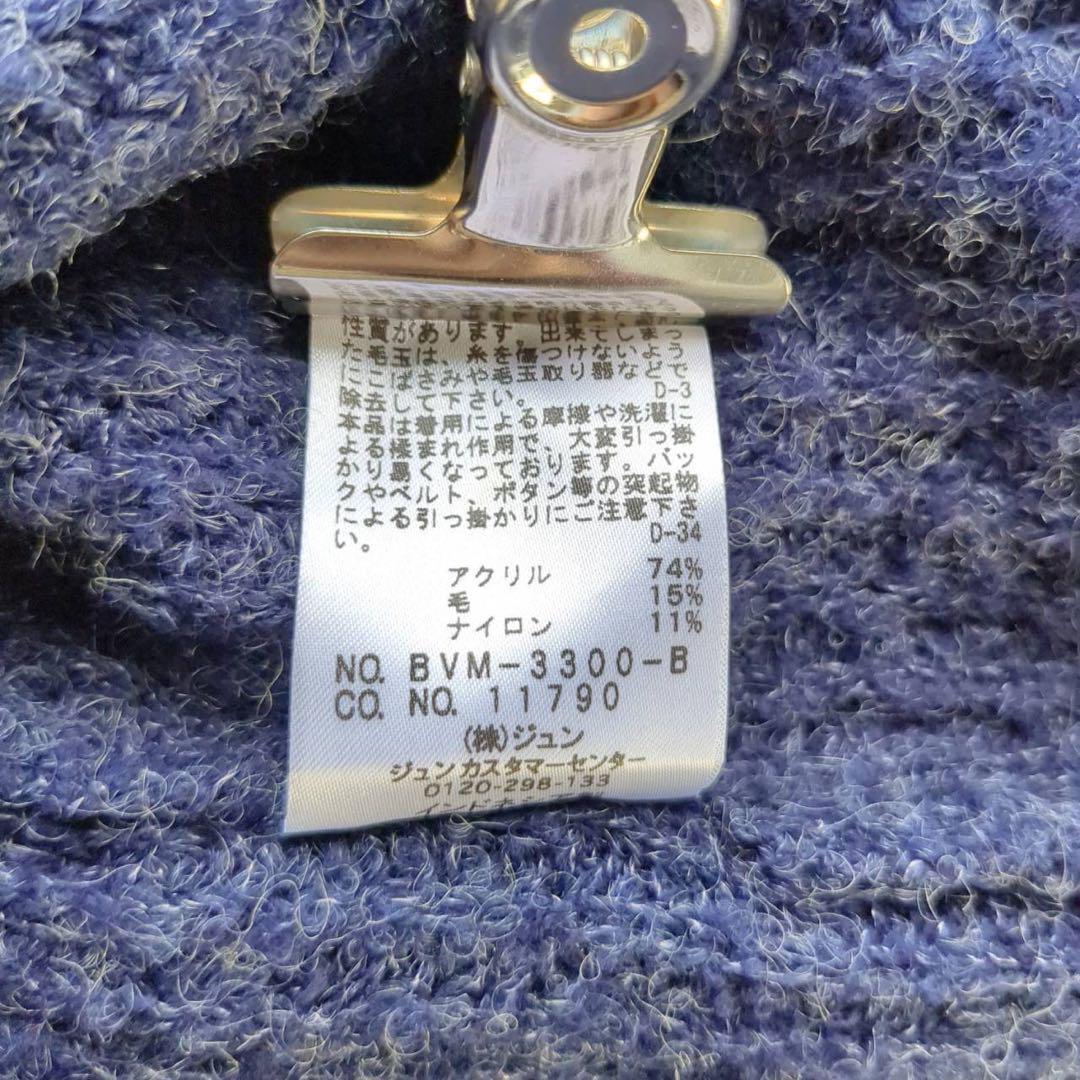 性質があります。出来てしまつ
た毛玉は、糸を傷つけないよう
にこばさみや毛玉取り器などで
除去して下さい。 D-3
本品は着用による摩擦や洗濯に
よる揉まれ作用で、大変引っ掛
かり易くなっております。バッ
クやベルト、ボタン等の突起物
による引っ掛かりにご注意下さ
い。 D-34
アクリル 74%
毛 15%
ナイロン 11%
NO. BVM-3300-B
CO. NO. 11790
(株)ジュン
ジュンカスタマーセンター
0120-298-133